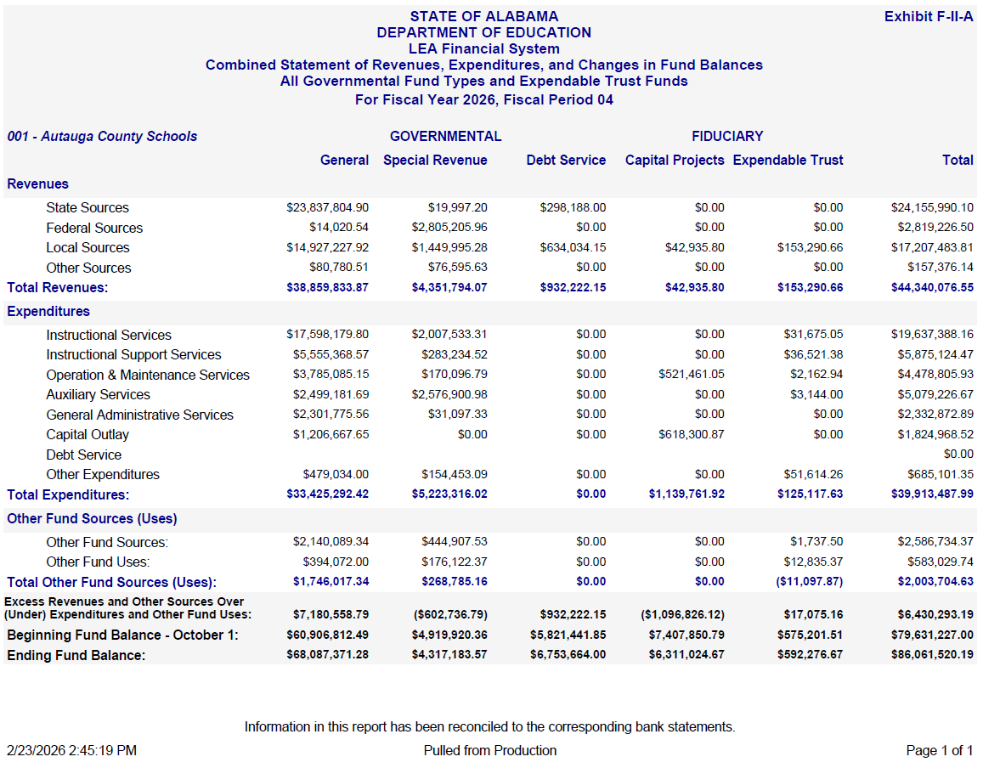 STATE OF ALABAMA Exhibit F-II-A
DEPARTMENT OF EDUCATION
LEA Financial System
Combined Statement of Revenues, Expenditures, and Changes in Fund Balances
All Governmental Fund Types and Expendable Trust Funds
For Fiscal Year 2026, Fiscal Period 04
001 - Autauga County Schools GOVERNMENTAL FIDUCIARY
General Special Revenue Debt Service Capital Projects Expendable Trust Total
Revenues
State Sources $23,837,804.90 $19,997.20 $298,188.00 $0.00 $0.00 $24,155,990.10
Federal Sources $14,020.54 $2,805,205.96 $0.00 $0.00 $0.00 $2,819,226.50
Local Sources $14,927,227.92 $1,449,995.28 $634,034.15 $42,935.80 $153,290.66 $17,207,483.81
Other Sources $80,780.51 $76,595.63 $0.00 $0.00 $0.00 $157,376.14
Total Revenues: $38,859,833.87 $4,351,794.07 $932,222.15 $42,935.80 $153,290.66 $44,340,076.55
Expenditures
Instructional Services $17,598,179.80 $2,007,533.31 $0.00 $0.00 $31,675.05 $19,637,388.16
Instructional Support Services $5,555,368.57 $283,234.52 $0.00 $0.00 $36,521.38 $5,875,124.47
Operation & Maintenance Services $3,785,085.15 $170,096.79 $0.00 $521,461.05 $2,162.94 $4,478,805.93
Auxiliary Services $2,499,181.69 $2,576,900.98 $0.00 $0.00 $3,144.00 $5,079,226.67
General Administrative Services $2,301,775.56 $31,097.33 $0.00 $0.00 $0.00 $2,332,872.89
Capital Outlay $1,206,667.65 $0.00 $0.00 $618,300.87 $0.00 $1,824,968.52
Debt Service $0.00
Other Expenditures $479,034.00 $154,453.09 $0.00 $0.00 $51,614.26 $685,101.35
Total Expenditures: $33,425,292.42 $5,223,316.02 $0.00 $1,139,761.92 $125,117.63 $39,913,487.99
Other Fund Sources (Uses)
Other Fund Sources: $2,140,089.34 $444,907.53 $0.00 $0.00 $1,737.50 $2,586,734.37
Other Fund Uses: $394,072.00 $176,122.37 $0.00 $0.00 $12,835.37 $583,029.74
Total Other Fund Sources (Uses): $1,746,017.34 $268,785.16 $0.00 $0.00 ($11,097.87) $2,003,704.63
Excess Revenues and Other Sources Over
(Under) Expenditures and Other Fund Uses: $7,180,558.79 ($602,736.79) $932,222.15 ($1,096,826.12) $17,075.16 $6,430,293.19
Beginning Fund Balance - October 1: $60,906,812.49 $4,919,920.36 $5,821,441.85 $7,407,850.79 $575,201.51 $79,631,227.00
Ending Fund Balance: $68,087,371.28 $4,317,183.57 $6,753,664.00 $6,311,024.67 $592,276.67 $86,061,520.19
Information in this report has been reconciled to the corresponding bank statements.
2/23/2026 2:45:19 PM Pulled from Production Page 1 of 1